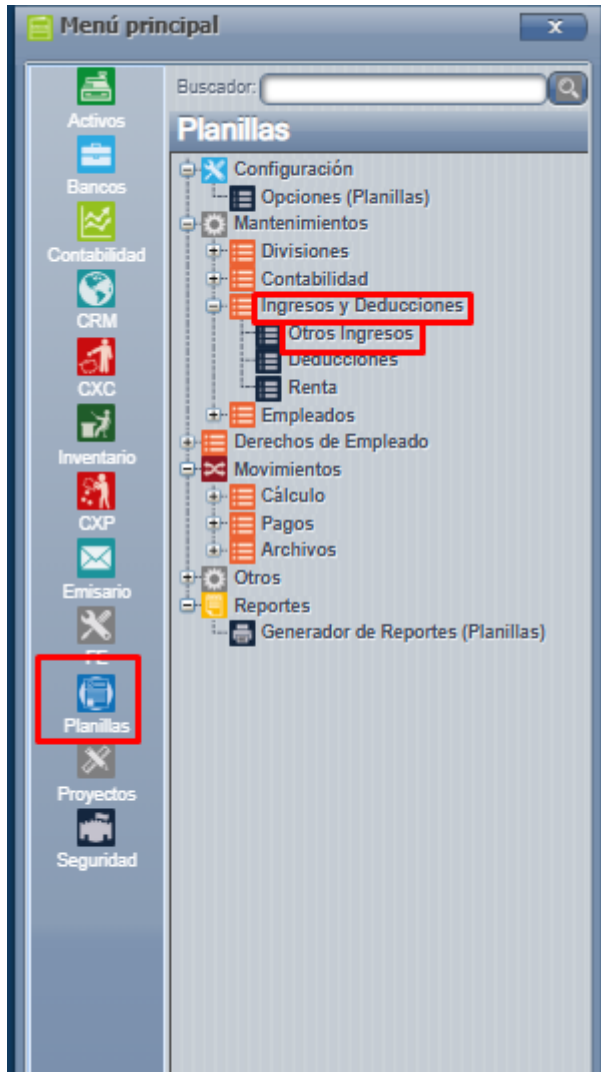 Menú principal
x
Activos
Bancos
Contabilidad
CRM
CXC
Inventario
CXP
Emisario
FE
Planillas
Proyectos
Seguridad
Buscador:
Planillas
Configuración
Opciones (Planillas)
Mantenimientos
Divisiones
Contabilidad
Ingresos y Deducciones
Otros Ingresos
Deducciones
Renta
Empleados
Derechos de Empleado
Movimientos
Cálculo
Pagos
Archivos
Otros
Reportes
Generador de Reportes (Planillas)